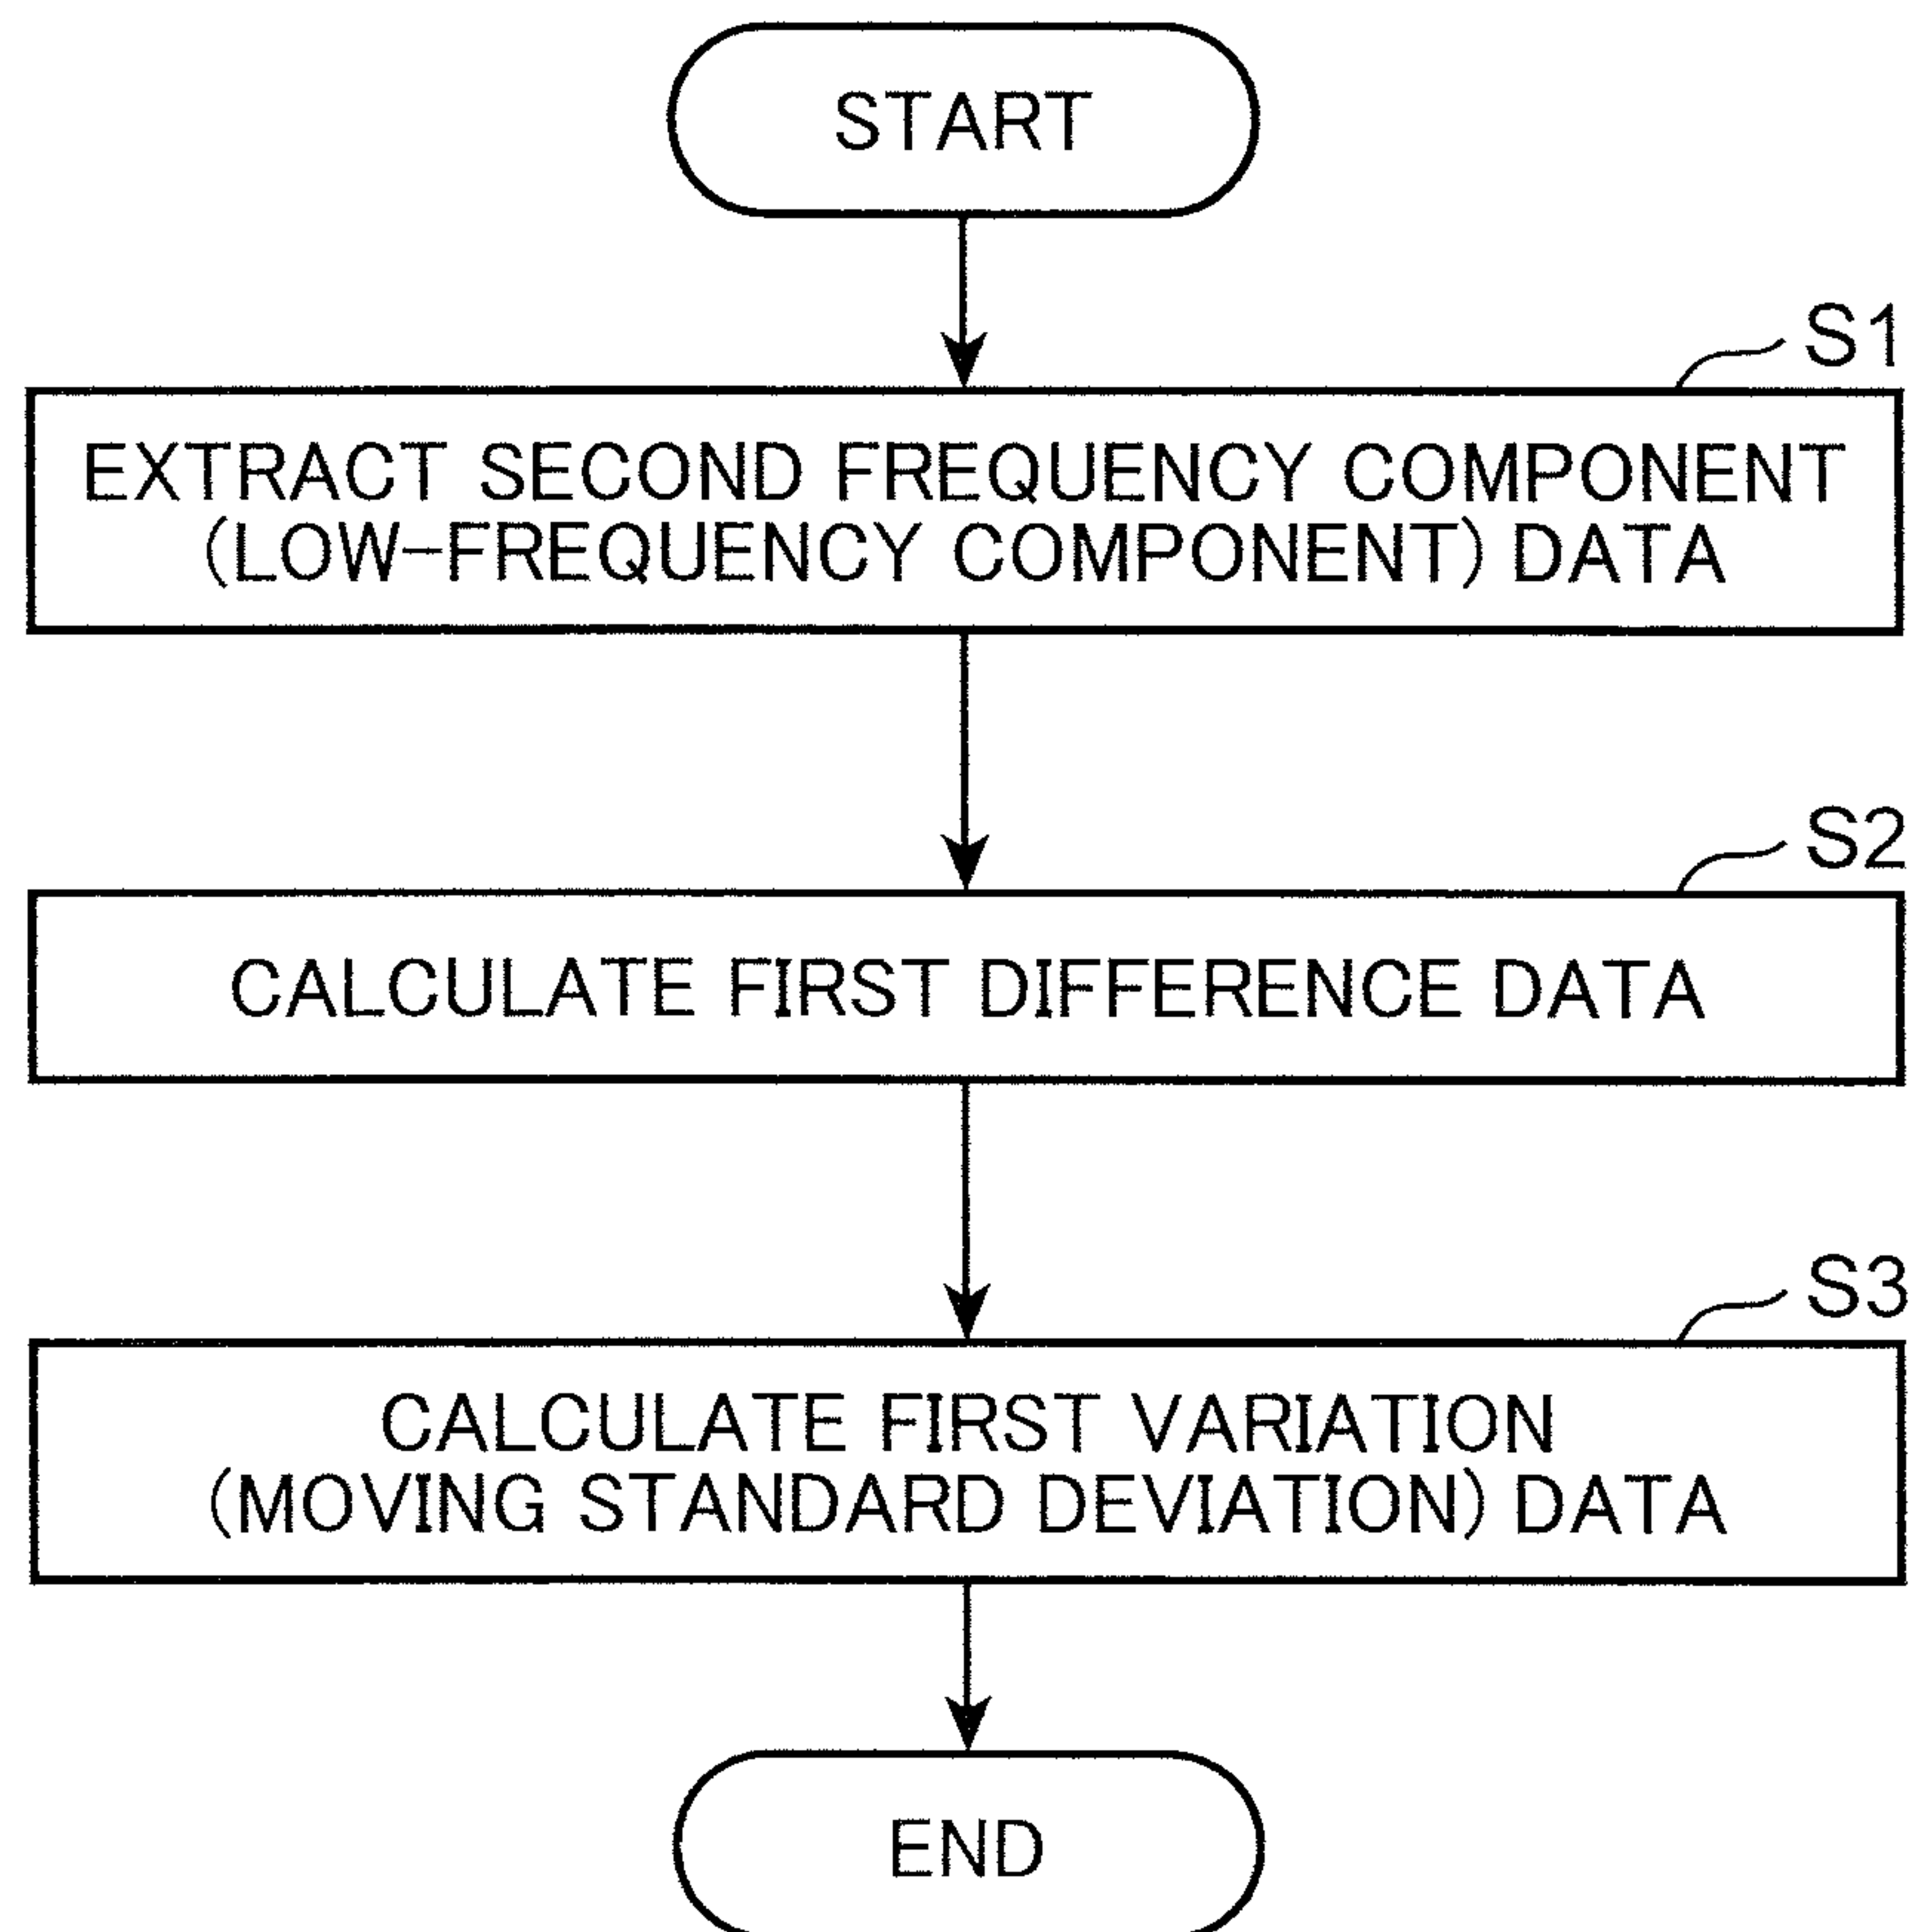 START
S1
EXTRACT SECOND FREQUENCY COMPONENT
(LOW-FREQUENCY COMPONENT) DATA
S2
CALCULATE FIRST DIFFERENCE DATA
S3
CALCULATE FIRST VARIATION
(MOVING STANDARD DEVIATION) DATA
END